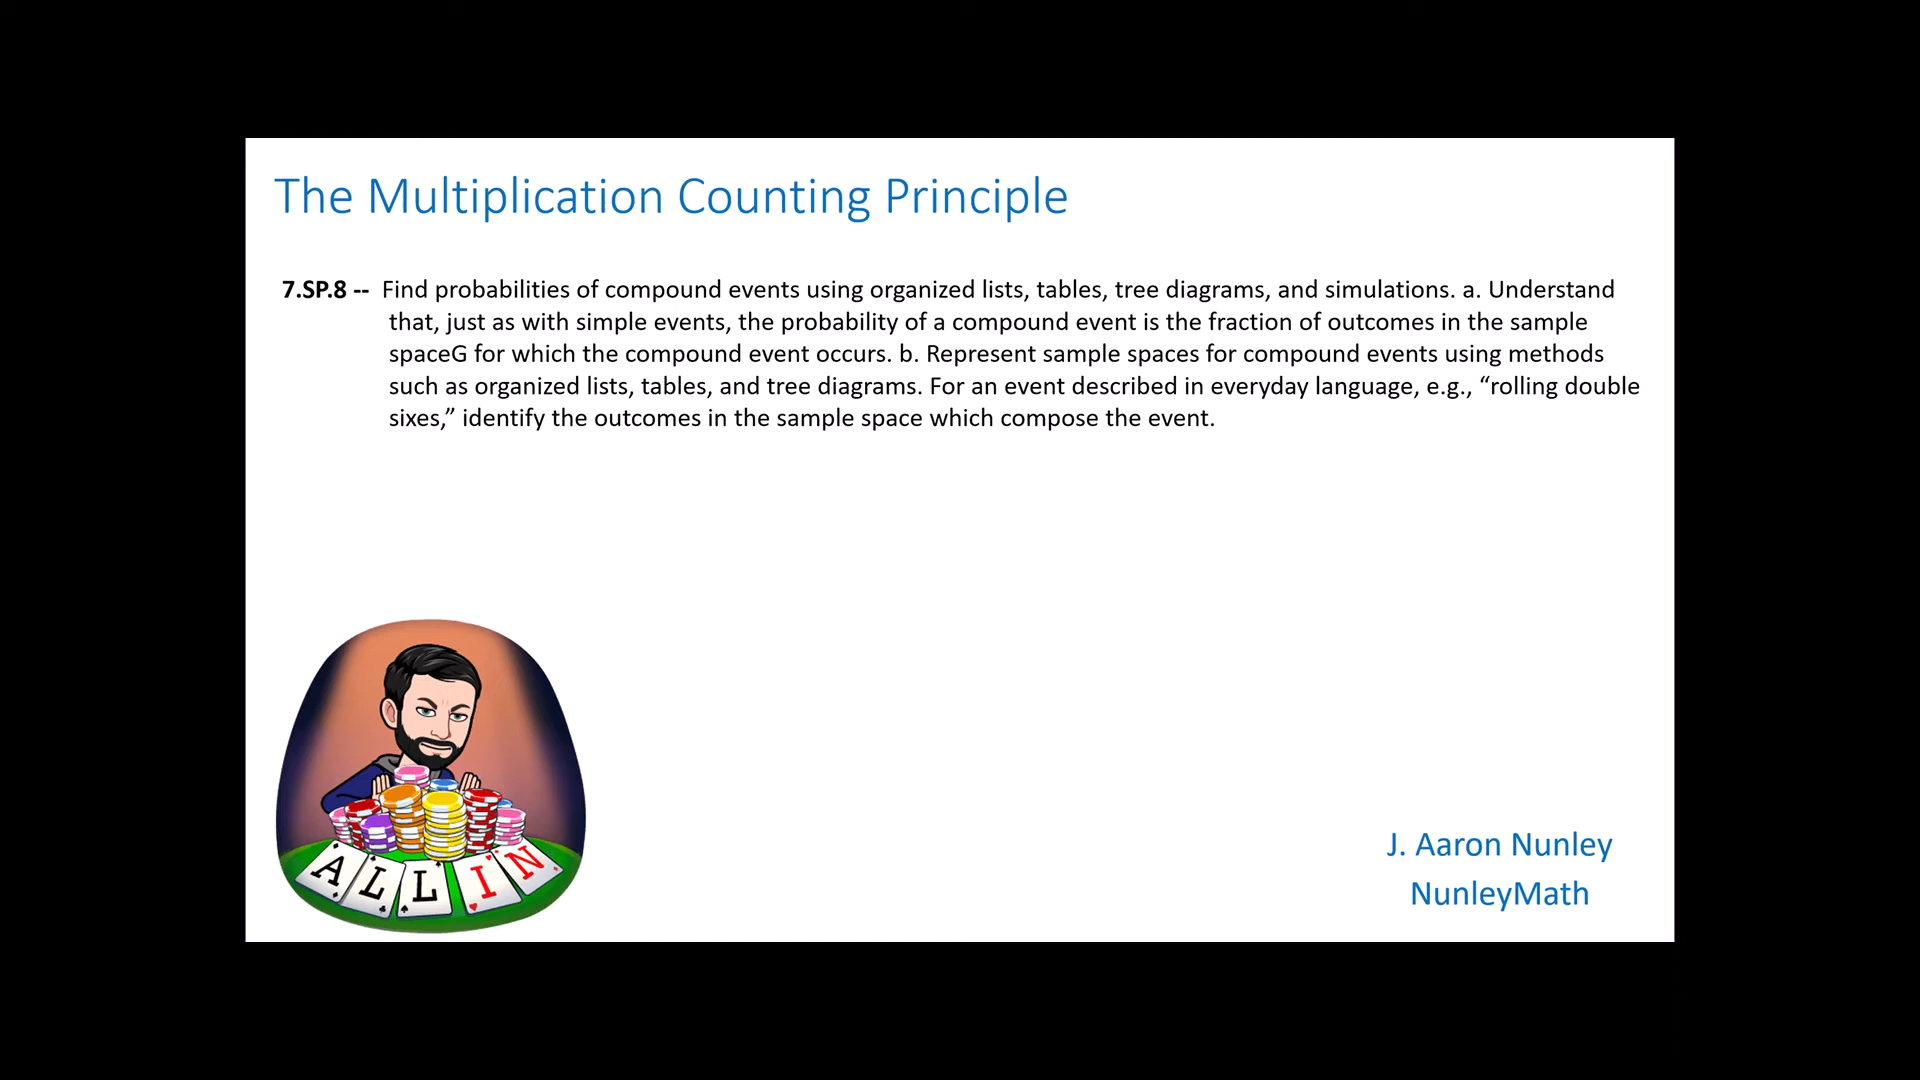 The Multiplication Counting Principle
7.SP.8 -- Find probabilities of compound events using organized lists, tables, tree diagrams, and simulations. a. Understand
that, just as with simple events, the probability of a compound event is the fraction of outcomes in the sample
spaceG for which the compound event occurs. b. Represent sample spaces for compound events using methods
such as organized lists, tables, and tree diagrams. For an event described in everyday language, e.g., “rolling double
sixes,” identify the outcomes in the sample space which compose the event.
ALL IN
J. Aaron Nunley
NunleyMath